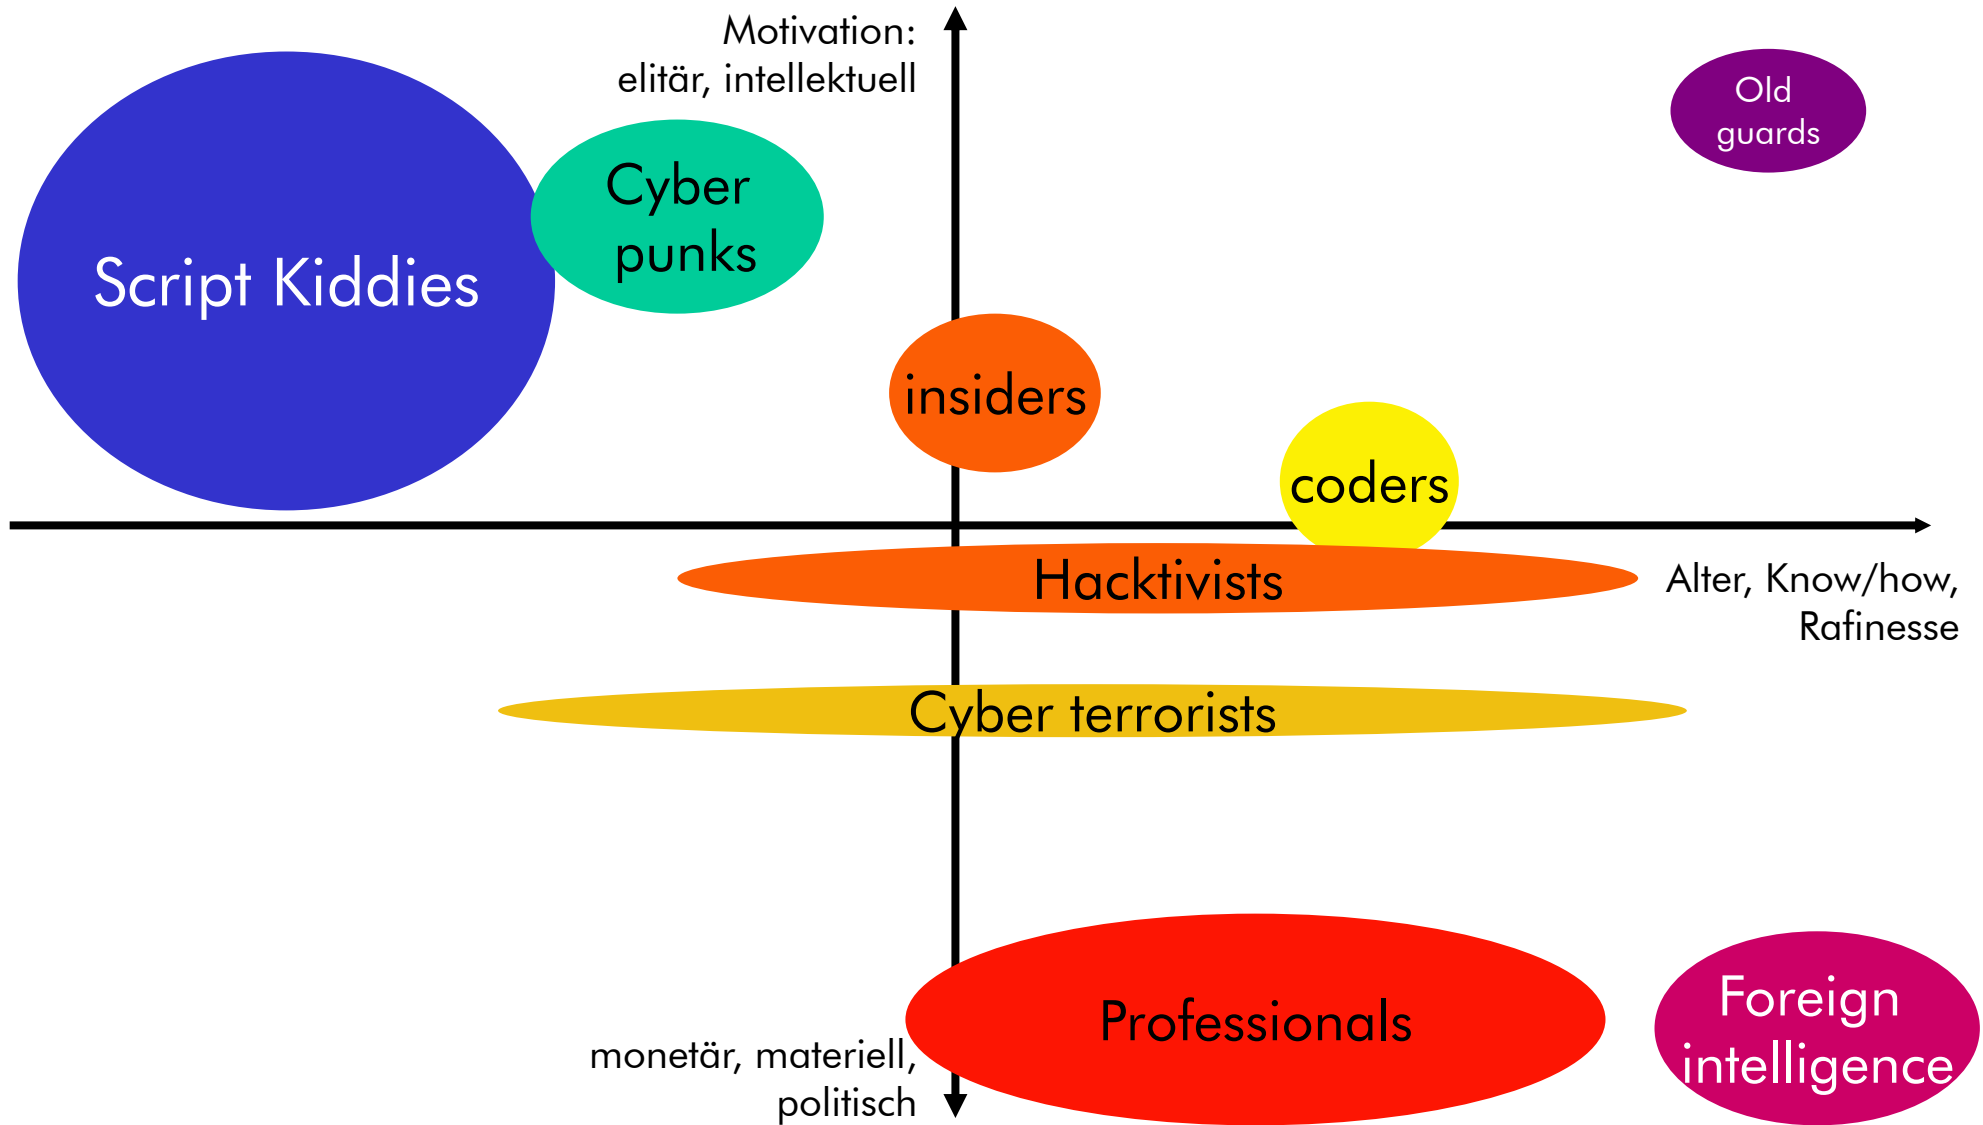 Motivation:
elitär, intellektuell
Old
guards
Cyber
punks
Script Kiddies
insiders
coders
Hacktivists
Alter, Know/how,
Rafinesse
Cyber terrorists
Professionals
Foreign
intelligence
monetär, materiell,
politisch